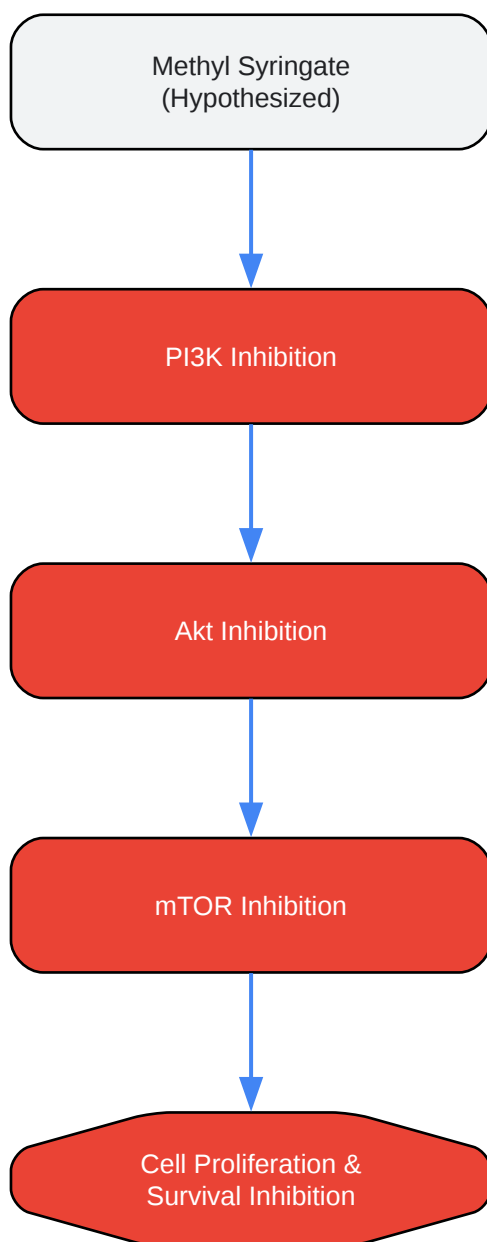 Methyl Syringate
(Hypothesized)
PI3K Inhibition
Akt Inhibition
mTOR Inhibition
Cell Proliferation &
Survival Inhibition